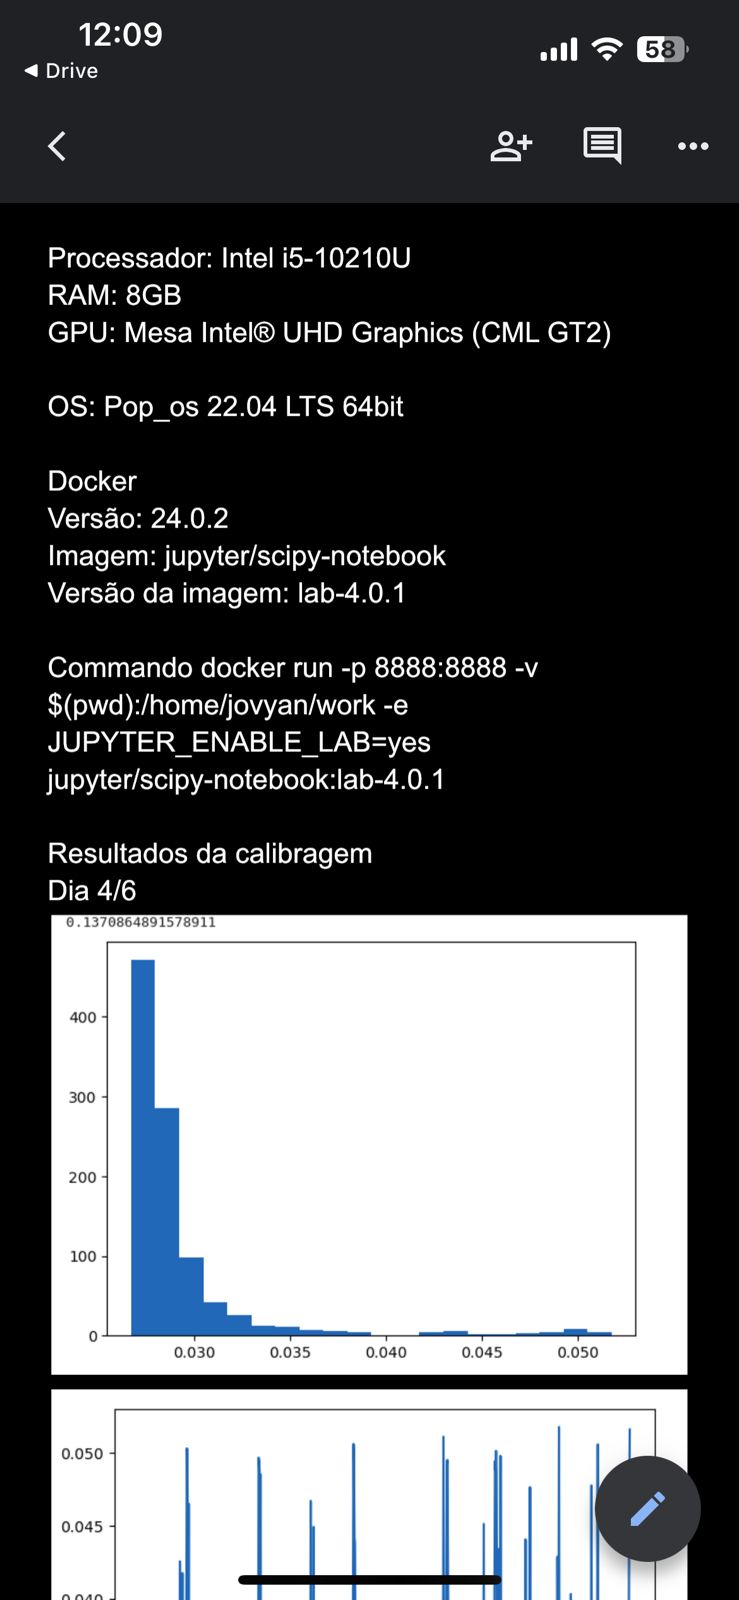 12:09
58
Drive
Processador: Intel i5-10210U
RAM: 8GB
GPU: Mesa Intel® UHD Graphics (CML GT2)
OS: Pop_os 22.04 LTS 64bit
Docker
Versão: 24.0.2
Imagem: jupyter/scipy-notebook
Versão da imagem: lab-4.0.1
Commando docker run -p 8888:8888 -v
$(pwd):/home/jovyan/work -e
JUPYTER_ENABLE_LAB=yes
jupyter/scipy-notebook:lab-4.0.1
Resultados da calibragem
Dia 4/6
0.1370864891578911
400
300
200
100
0
0.030 0.035 0.040 0.045 0.050
0.050
0.045
0.040